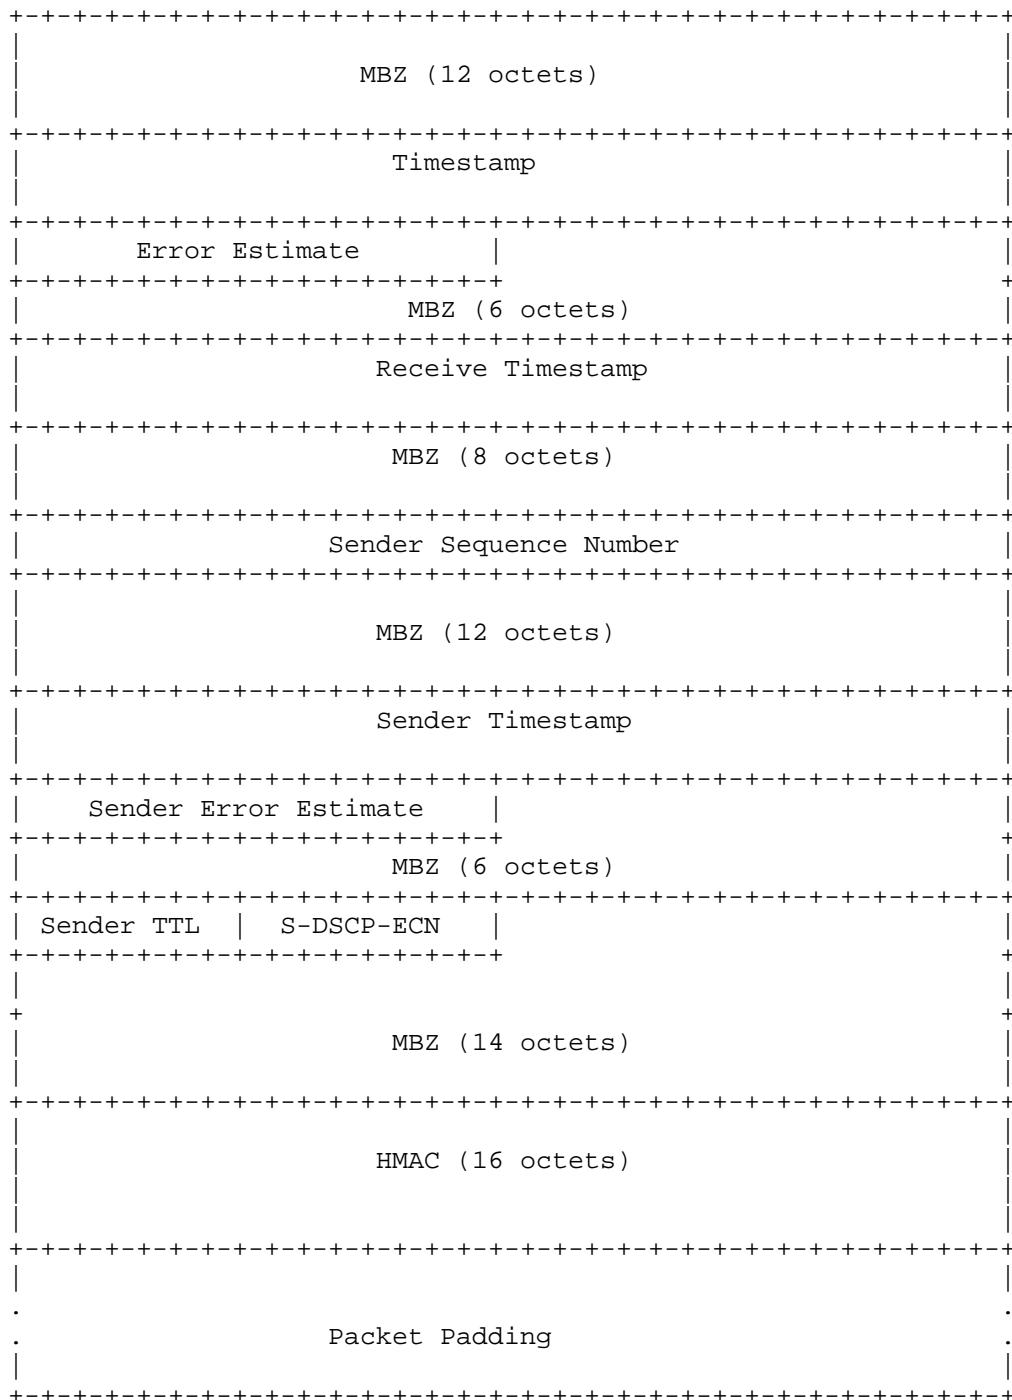 MBZ (12 octets)
Timestamp
Error Estimate
MBZ (6 octets)
Receive Timestamp
MBZ (8 octets)
Sender Sequence Number
MBZ (12 octets)
Sender Timestamp
Sender Error Estimate
MBZ (6 octets)
Sender TTL | S-DSCP-ECN |
MBZ (14 octets)
HMAC (16 octets)
Packet Padding